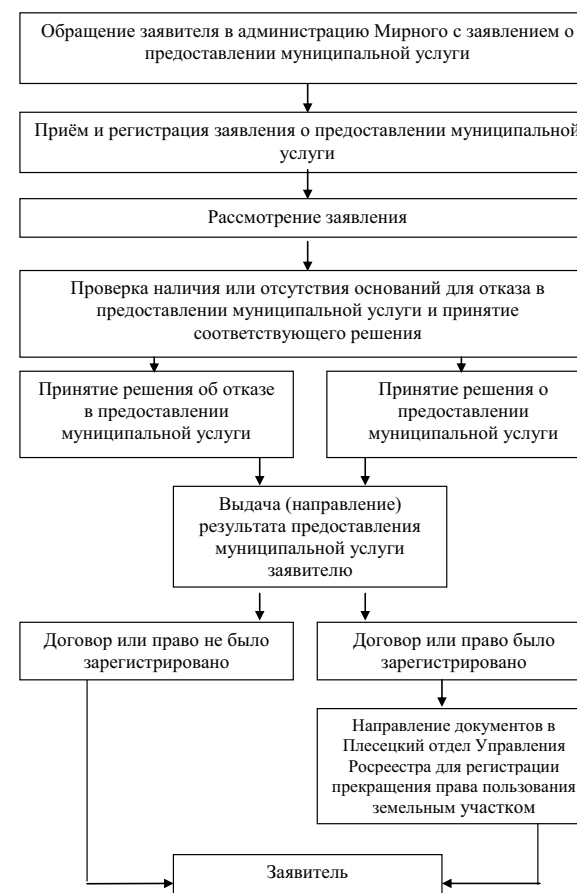 Обращение заявителя в администрацию Мирного с заявлением о
предоставлении муниципальной услуги
Приём и регистрация заявления о предоставлении муниципальной
услуги
Рассмотрение заявления
Проверка наличия или отсутствия оснований для отказа в
предоставлении муниципальной услуги и принятие
соответствующего решения
Принятие решения об отказе
в предоставлении
муниципальной услуги
Принятие решения о
предоставлении
муниципальной услуги
Выдача (направление)
результата предоставления
муниципальной услуги
заявителю
Договор или право не было
зарегистрировано
Договор или право было
зарегистрировано
Направление документов в
Плесецкий отдел Управления
Росреестра для регистрации
прекращения права пользования
земельным участком
Заявитель